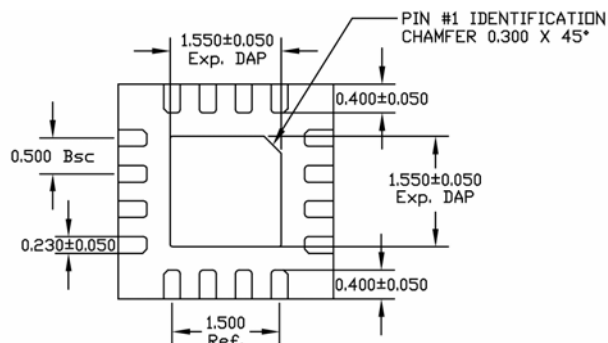 PIN #1 IDENTIFICATION
CHAMFER 0.300 X 45°
1.550±0.050
Exp. DAP
0.400±0.050
0.500 Bsc
1.550±0.050
Exp. DAP
0.230±0.050
0.400±0.050
1.500
Ref.